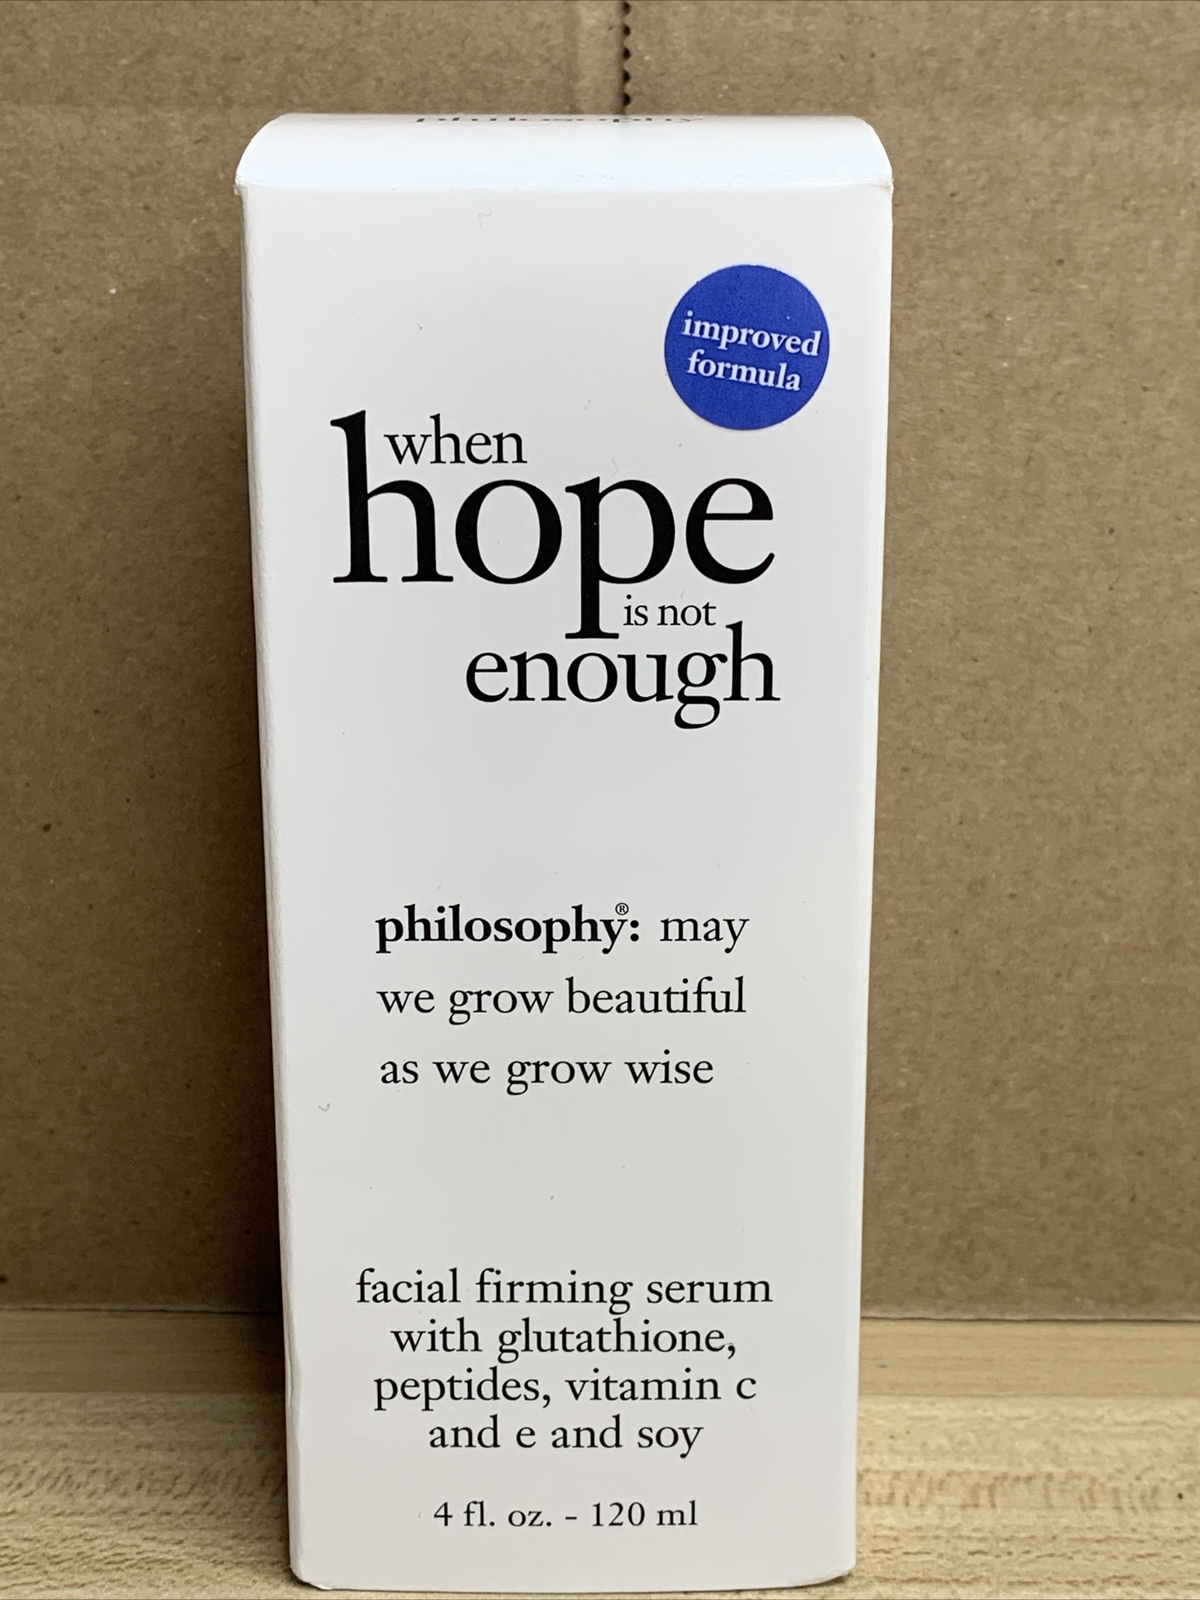 philosophy
improved
formula
when
hope
is not
enough
philosophy®: may
we grow beautiful
as we grow wise
facial firming serum
with glutathione,
peptides, vitamin c
and e and soy
4 fl. oz. - 120 ml